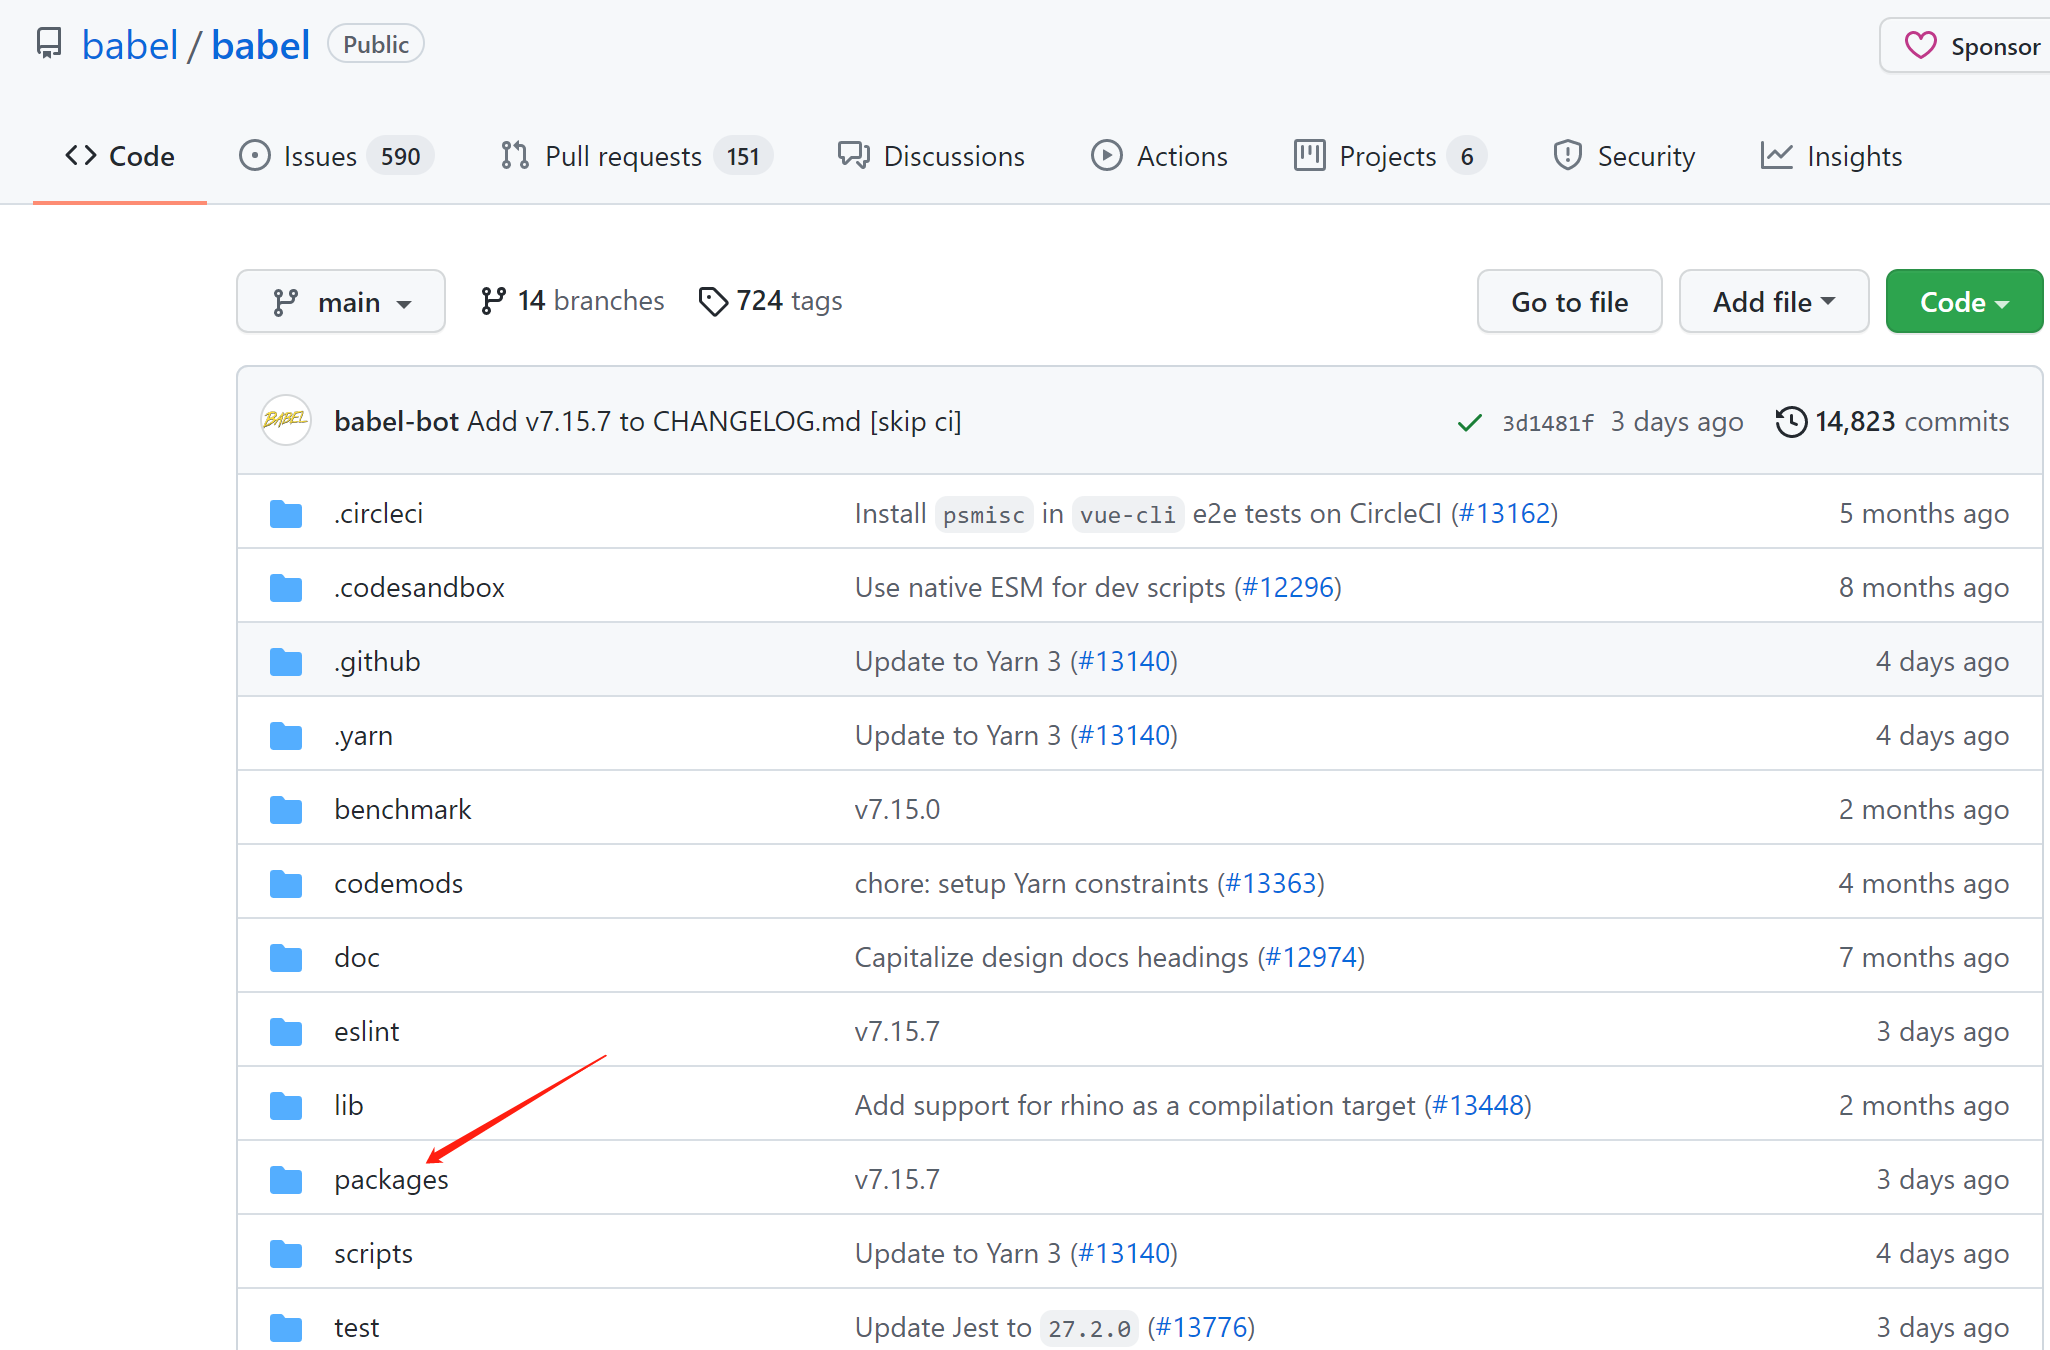 babel / babel Public Sponsor
Code Issues 590 Pull requests 151 Discussions Actions Projects 6 Security Insights
main 14 branches 724 tags Go to file Add file Code
BABEL babel-bot Add v7.15.7 to CHANGELOG.md [skip ci] 3d1481f 3 days ago 14,823 commits
.circleci Install psmisc in vue-cli e2e tests on CircleCI (#13162) 5 months ago
.codesandbox Use native ESM for dev scripts (#12296) 8 months ago
.github Update to Yarn 3 (#13140) 4 days ago
.yarn Update to Yarn 3 (#13140) 4 days ago
benchmark v7.15.0 2 months ago
codemods chore: setup Yarn constraints (#13363) 4 months ago
doc Capitalize design docs headings (#12974) 7 months ago
eslint v7.15.7 3 days ago
lib Add support for rhino as a compilation target (#13448) 2 months ago
packages v7.15.7 3 days ago
scripts Update to Yarn 3 (#13140) 4 days ago
test Update Jest to 27.2.0 (#13776) 3 days ago